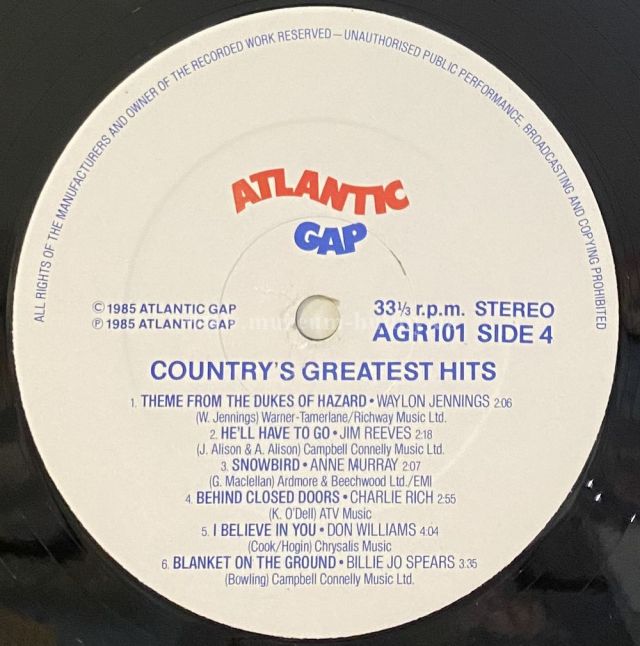 ALL RIGHTS OF THE MANUFACTURERS AND OWNER OF THE RECORDED WORK RESERVED – UNAUTHORISED PUBLIC PERFORMANCE, BROADCASTING AND COPYING PROHIBITED
ATLANTIC
GAP
© 1985 ATLANTIC GAP
℗ 1985 ATLANTIC GAP
33⅓ r.p.m. STEREO
AGR101 SIDE 4
COUNTRY'S GREATEST HITS
1. THEME FROM THE DUKES OF HAZARD • WAYLON JENNINGS 2:06
(W. Jennings) Warner-Tamerlane/Richway Music Ltd.
2. HE'LL HAVE TO GO • JIM REEVES 2:18
(J. Alison & A. Alison) Campbell Connelly Music Ltd.
3. SNOWBIRD • ANNE MURRAY 2:07
(G. Maclellan) Ardmore & Beechwood Ltd./EMI
4. BEHIND CLOSED DOORS • CHARLIE RICH 2:55
(K. O'Dell) ATV Music
5. I BELIEVE IN YOU • DON WILLIAMS 4:04
(Cook/Hogin) Chrysalis Music
6. BLANKET ON THE GROUND • BILLIE JO SPEARS 3:35
(Bowling) Campbell Connelly Music Ltd.